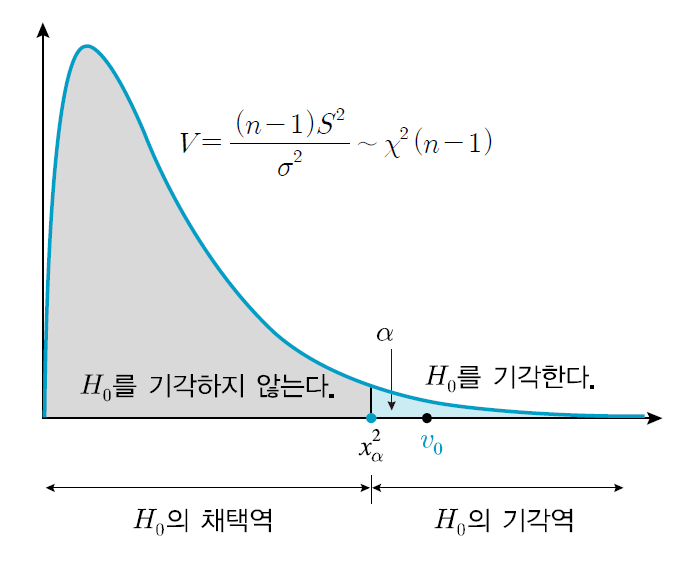 V = (n−1)S² / σ² ~ χ²(n−1)
α
H₀를 기각하지 않는다.
H₀를 기각한다.
x²_α
v₀
H₀의 채택역
H₀의 기각역